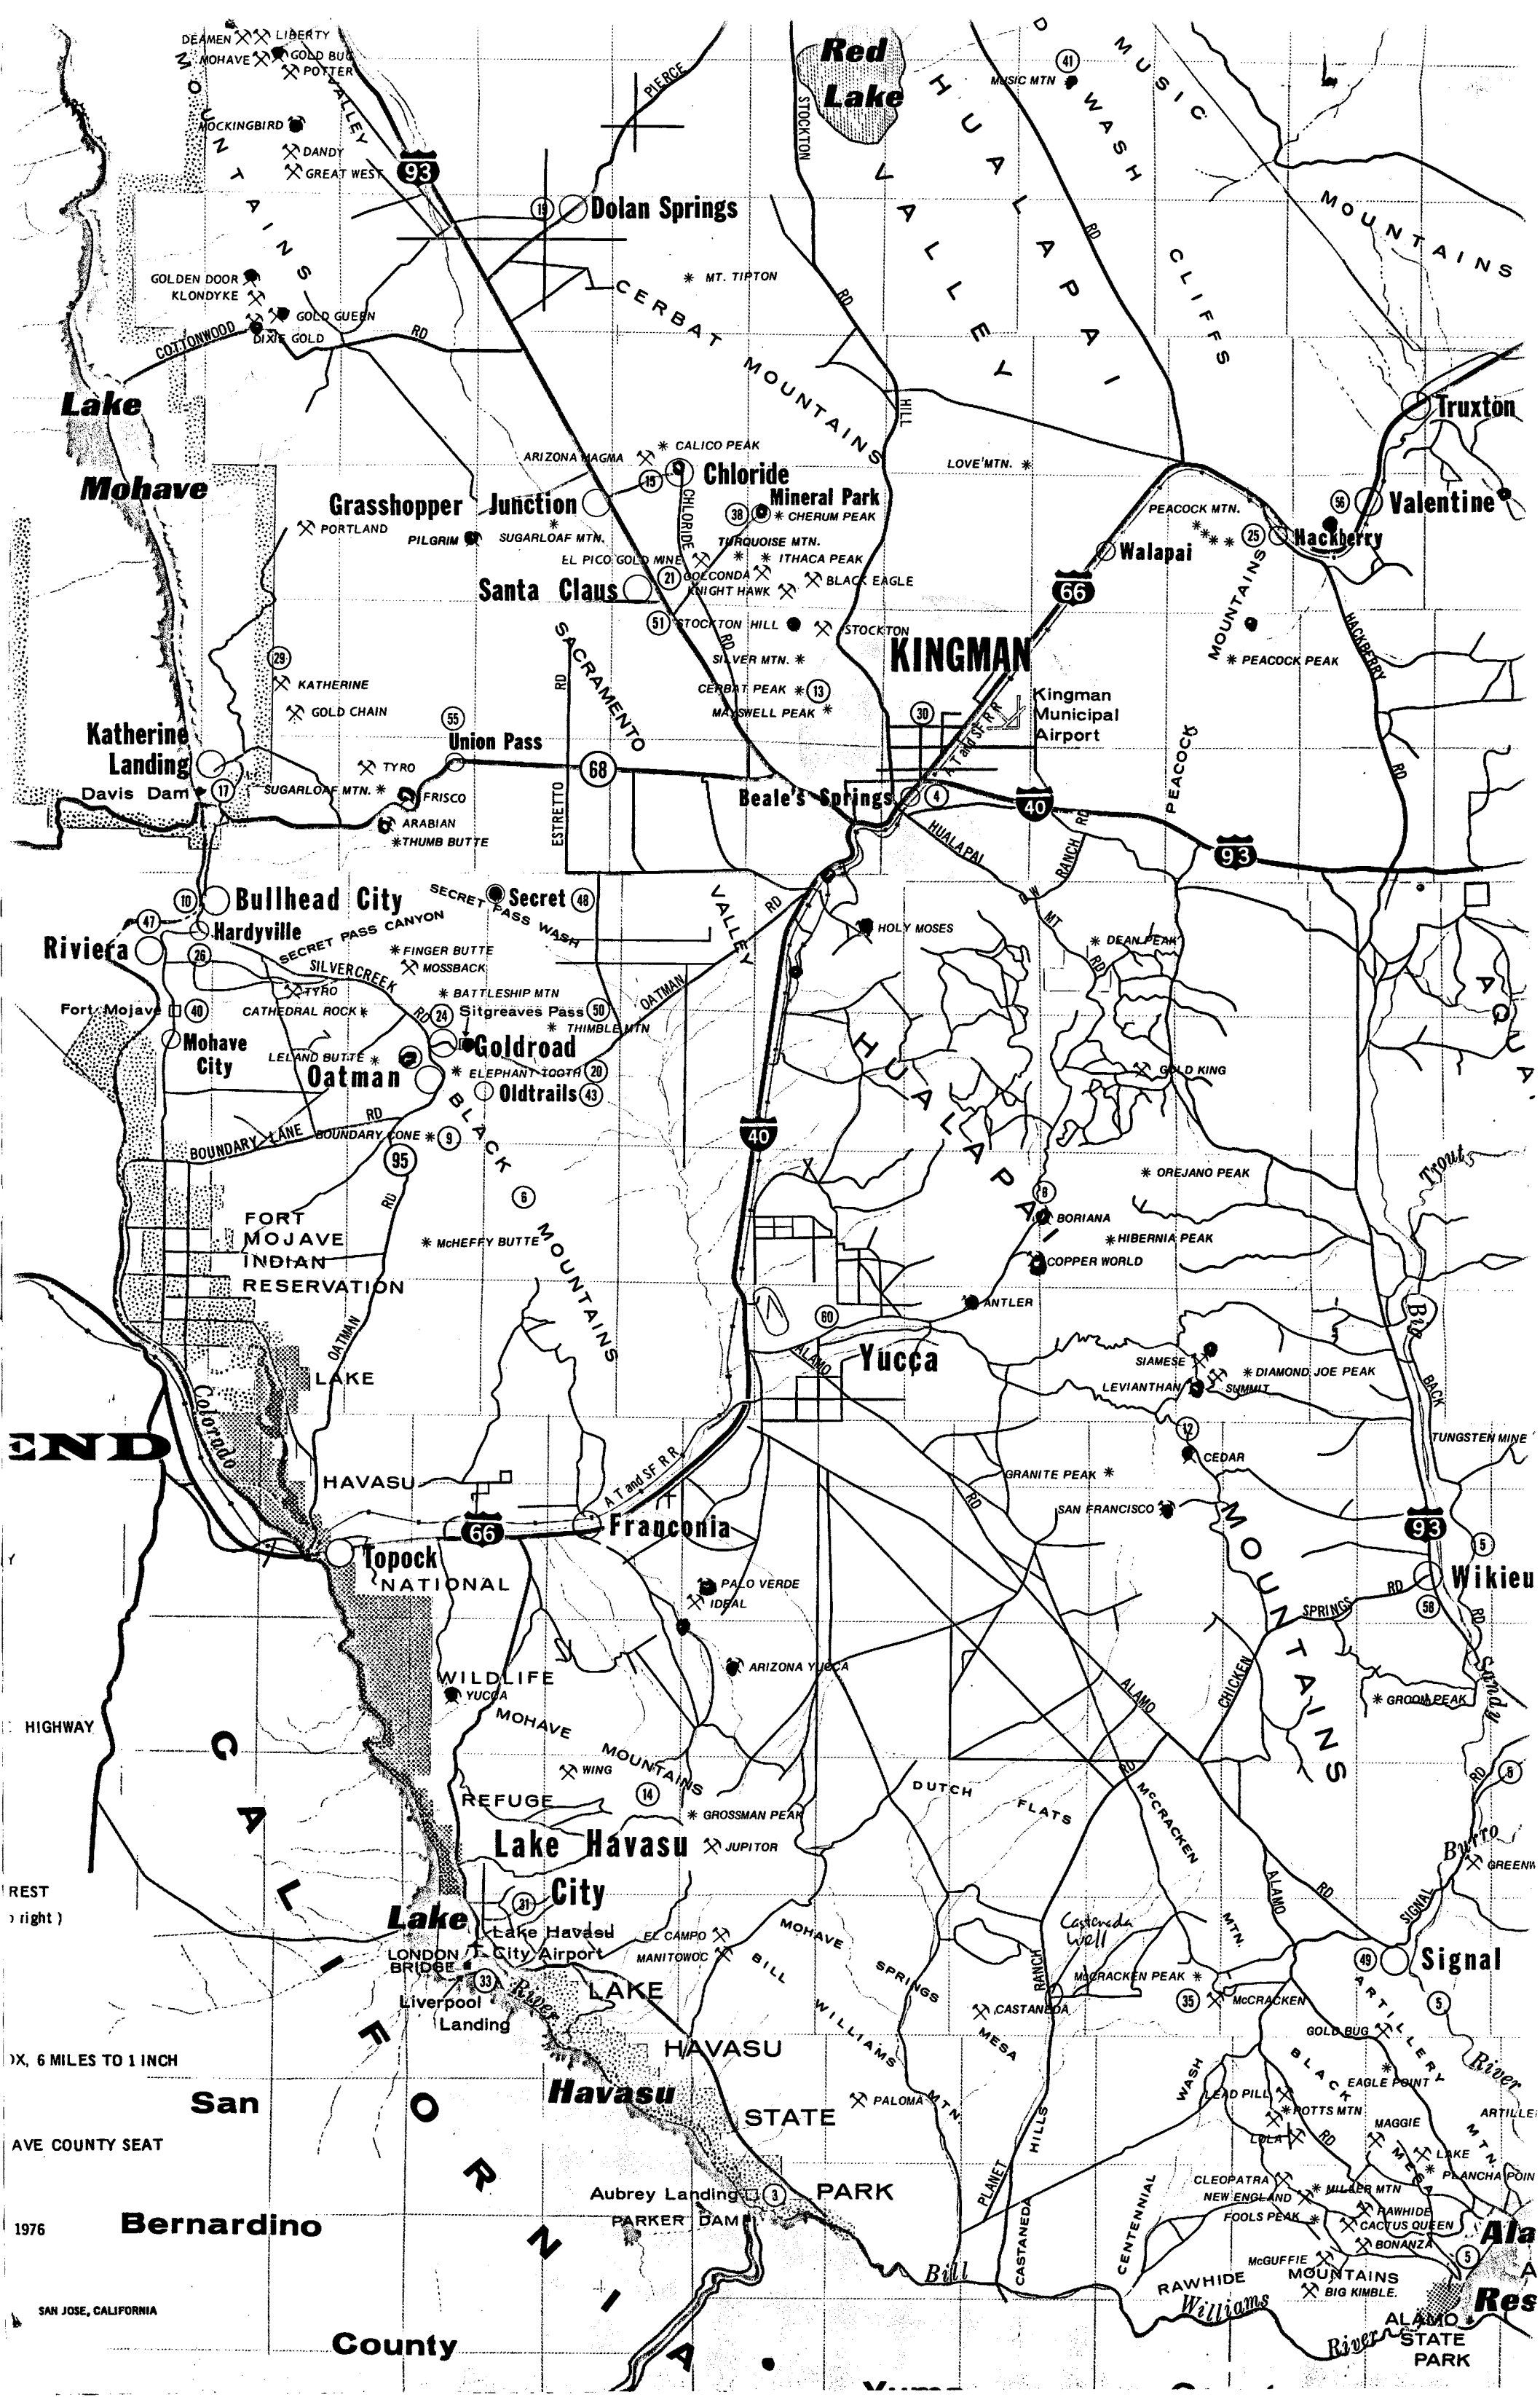 DEAMEN
LIBERTY
MOHAVE
GOLD BUG
POTTER
MOUNTAINS
VALLEY
MOCKINGBIRD
DANDY
GREAT WEST
93
PIERCE
STOCKTON
Red
Lake
HUALAPAI
VALLEY
41
MUSIC MTN
WASH
MUSIC
CLIFFS
MOUNTAINS
RD
19
Dolan Springs
MT. TIPTON
GOLDEN DOOR
KLONDYKE
GOLD QUEEN
DIXIE GOLD
COTTONWOOD
RD
CERBAT MOUNTAINS
RD
HILL
Lake
Mohave
Truxton
CALICO PEAK
ARIZONA MAGMA
15
Chloride
LOVE MTN.
Grasshopper Junction
CHLORIDE
38
Mineral Park
CHERUM PEAK
56
Valentine
PORTLAND
PILGRIM
SUGARLOAF MTN.
TURQUOISE MTN.
PEACOCK MTN.
25
Hackberry
EL PICO GOLD MINE
ITHACA PEAK
Walapai
Santa Claus
21
GOLCONDA
BLACK EAGLE
KNIGHT HAWK
66
51
STOCKTON HILL
STOCKTON
RD
SACRAMENTO
KINGMAN
MOUNTAINS
HACKBERRY
SILVER MTN.
PEACOCK PEAK
29
KATHERINE
RD
CERBAT PEAK
13
Kingman
Municipal
Airport
GOLD CHAIN
MAXSWELL PEAK
30
A T and SF R R
Katherine
Landing
55
Union Pass
TYRO
68
PEACOCK
RD
Davis Dam
17
SUGARLOAF MTN.
FRISCO
ESTRETTO
Beale's Springs
4
40
RD
ARABIAN
THUMB BUTTE
HUALAPAI
RANCH
93
10
Bullhead City
SECRET PASS WASH
Secret
48
VALLEY
RD
MT
47
Hardyville
SECRET PASS CANYON
HOLY MOSES
Riviera
26
FINGER BUTTE
DEAN PEAK
SILVERCREEK
MOSSBACK
RD
TYRO
BATTLESHIP MTN
OATMAN
Fort Mojave
40
CATHEDRAL ROCK
RD
24
Sitgreaves Pass
50
THIMBLE MTN
Mohave
City
Goldroad
LELAND BUTTE
Oatman
ELEPHANT TOOTH
20
Oldtrails
43
HUALAPAI
GOLD KING
BLACK MOUNTAINS
RD
BOUNDARY LANE
BOUNDARY CONE
9
40
95
Trouts
OREJANO PEAK
RD
6
8
BORIANA
FORT
MOJAVE
INDIAN
RESERVATION
McHEFFY BUTTE
HIBERNIA PEAK
COPPER WORLD
ANTLER
Big
60
OATMAN
ALAMO
Yucca
SIAMESE
DIAMOND JOE PEAK
LAKE
LEVIANTHAN
SUMMIT
BACK
Colorado
END
12
TUNGSTEN MINE
CEDAR
HAVASU
A T and SF R R
GRANITE PEAK
RD
SAN FRANCISCO
93
66
Franconia
MOUNTAINS
5
Topock
NATIONAL
PALO VERDE
IDEAL
RD
Wikieu
58
SPRINGS
RD
WILDLIFE
ARIZONA YUCCA
YUCCA
ALAMO
CHICKEN
GROOM PEAK
Sandy
HIGHWAY
MOHAVE
MOUNTAINS
CALIFORNIA
WING
14
RD
RD
5
REFUGE
GROSSMAN PEAK
DUTCH
FLATS
McCRACKEN
Lake Havasu
City
JUPITOR
Burro
GREENW
REST
right )
31
ALAMO
RD
SIGNAL
Lake
Lake Havasu
City Airport
EL CAMPO
MOHAVE
Castaneda
Well
MTN.
LONDON
BRIDGE
MANITOWOC
BILL
SPRINGS
RANCH
49
Signal
33
River
LAKE
McCRACKEN PEAK
Liverpool
Landing
CASTANEDA
35
McCRACKEN
ARTILLERY
5
WILLIAMS
MESA
GOLD BUG
HAVASU
BLACK
River
OX, 6 MILES TO 1 INCH
EAGLE POINT
San
Havasu
PALOMA
MTN.
WASH
LEAD PILL
POTTS MTN
ARTILLE
STATE
HILLS
MAGGIE
AVE COUNTY SEAT
LOLA
RD
LAKE
MTN.
MESA
PLANCHA POIN
Aubrey Landing
3
PARK
PLANET
CLEOPATRA
MILLER MTN
NEW ENGLAND
RAWHIDE
PARKER DAM
CENTENNIAL
FOOLS PEAK
CACTUS QUEEN
Ala
1976
Bernardino
BONANZA
5
CASTANEDA
McGUFFIE
MOUNTAINS
Bill
RAWHIDE
BIG KIMBLE.
Res
SAN JOSE, CALIFORNIA
Williams
ALAMO
STATE
PARK
River
County